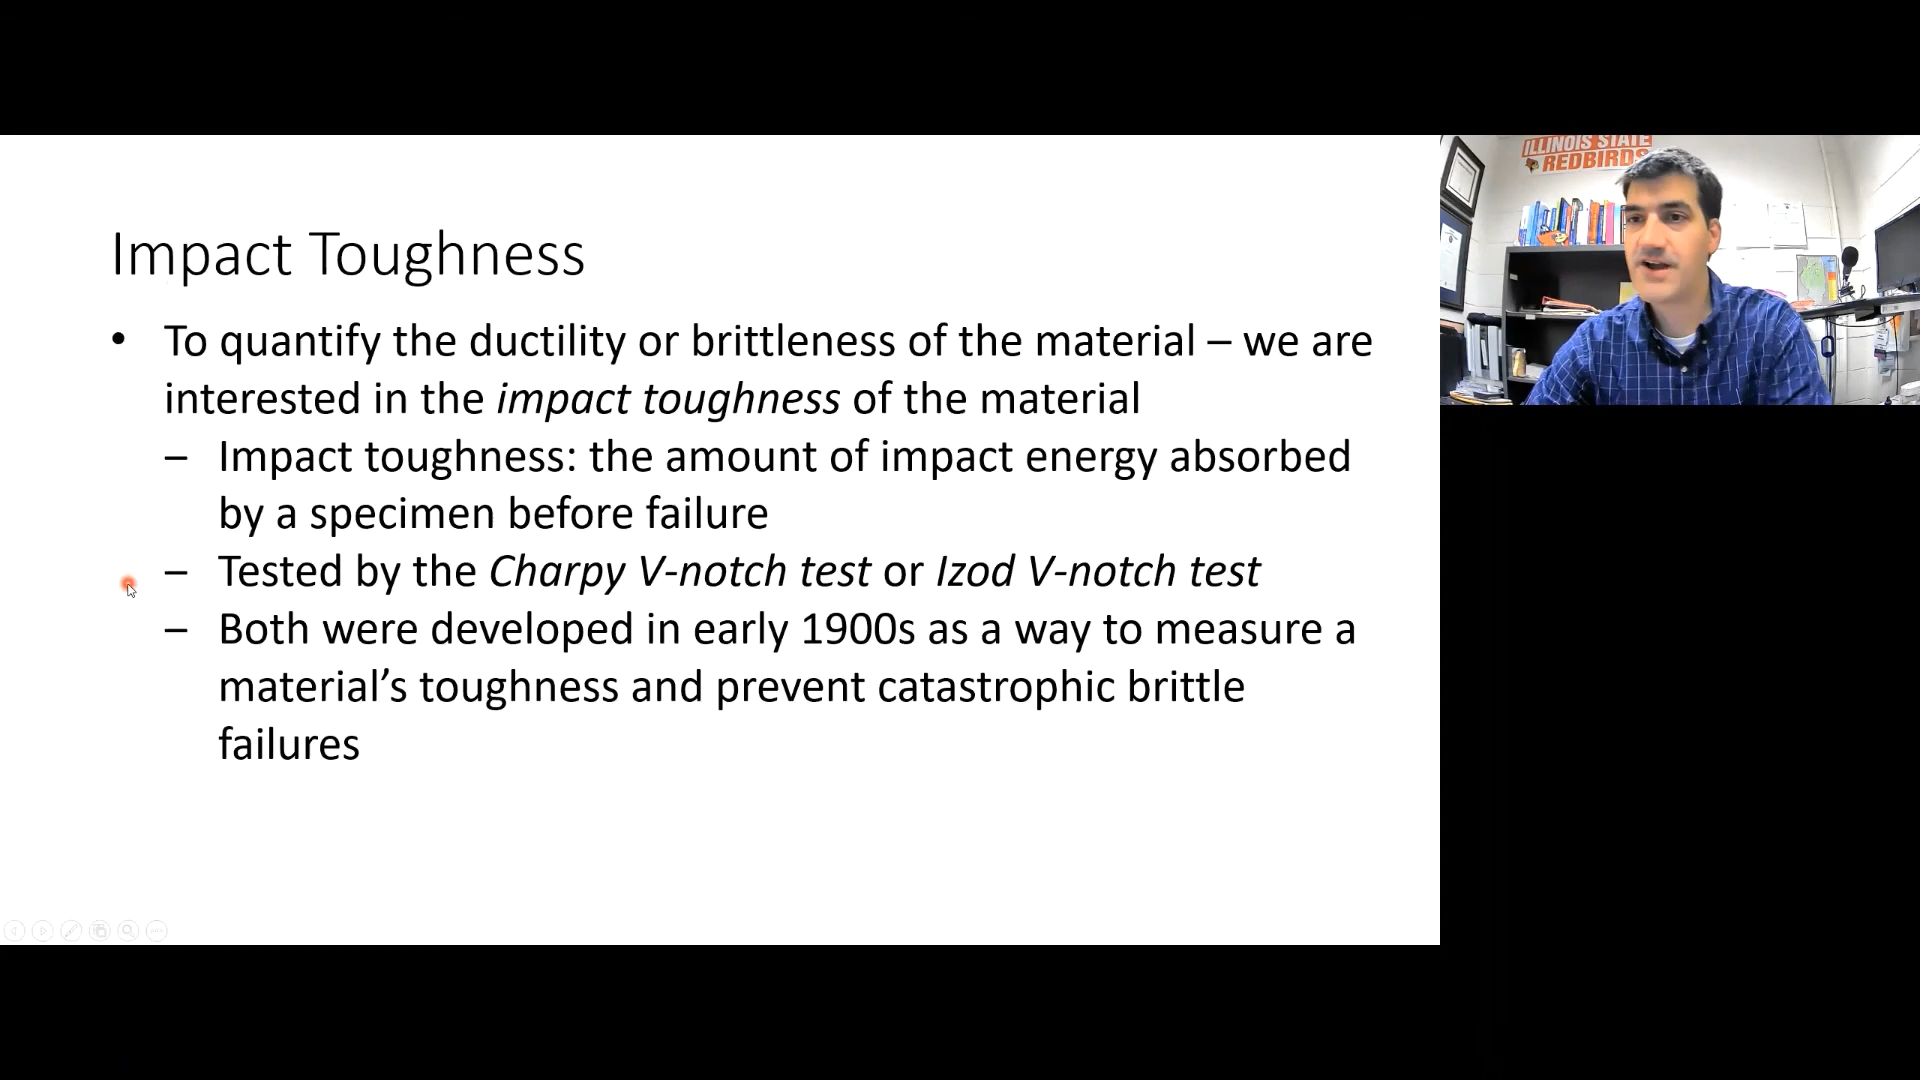 Impact Toughness
• To quantify the ductility or brittleness of the material – we are
interested in the impact toughness of the material
– Impact toughness: the amount of impact energy absorbed
by a specimen before failure
– Tested by the Charpy V-notch test or Izod V-notch test
– Both were developed in early 1900s as a way to measure a
material’s toughness and prevent catastrophic brittle
failures
ILLINOIS STATE
REDBIRDS